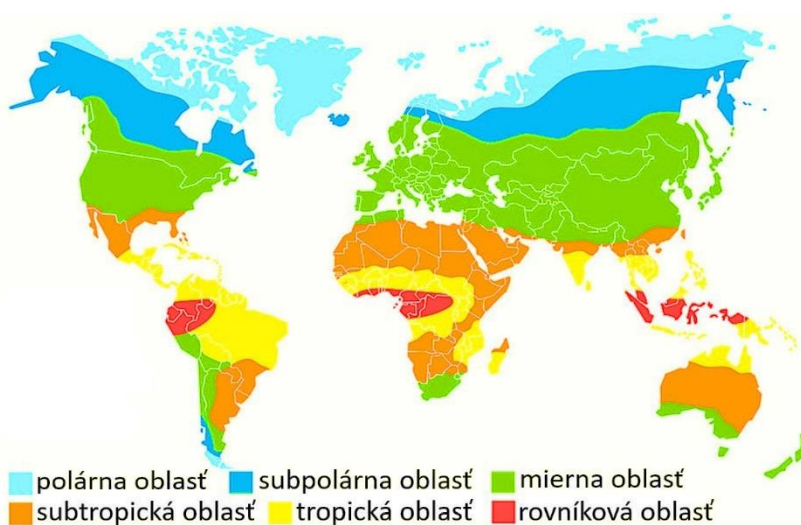 polárna oblasť subpolárna oblasť mierna oblasť
subtropická oblasť tropická oblasť rovníková oblasť